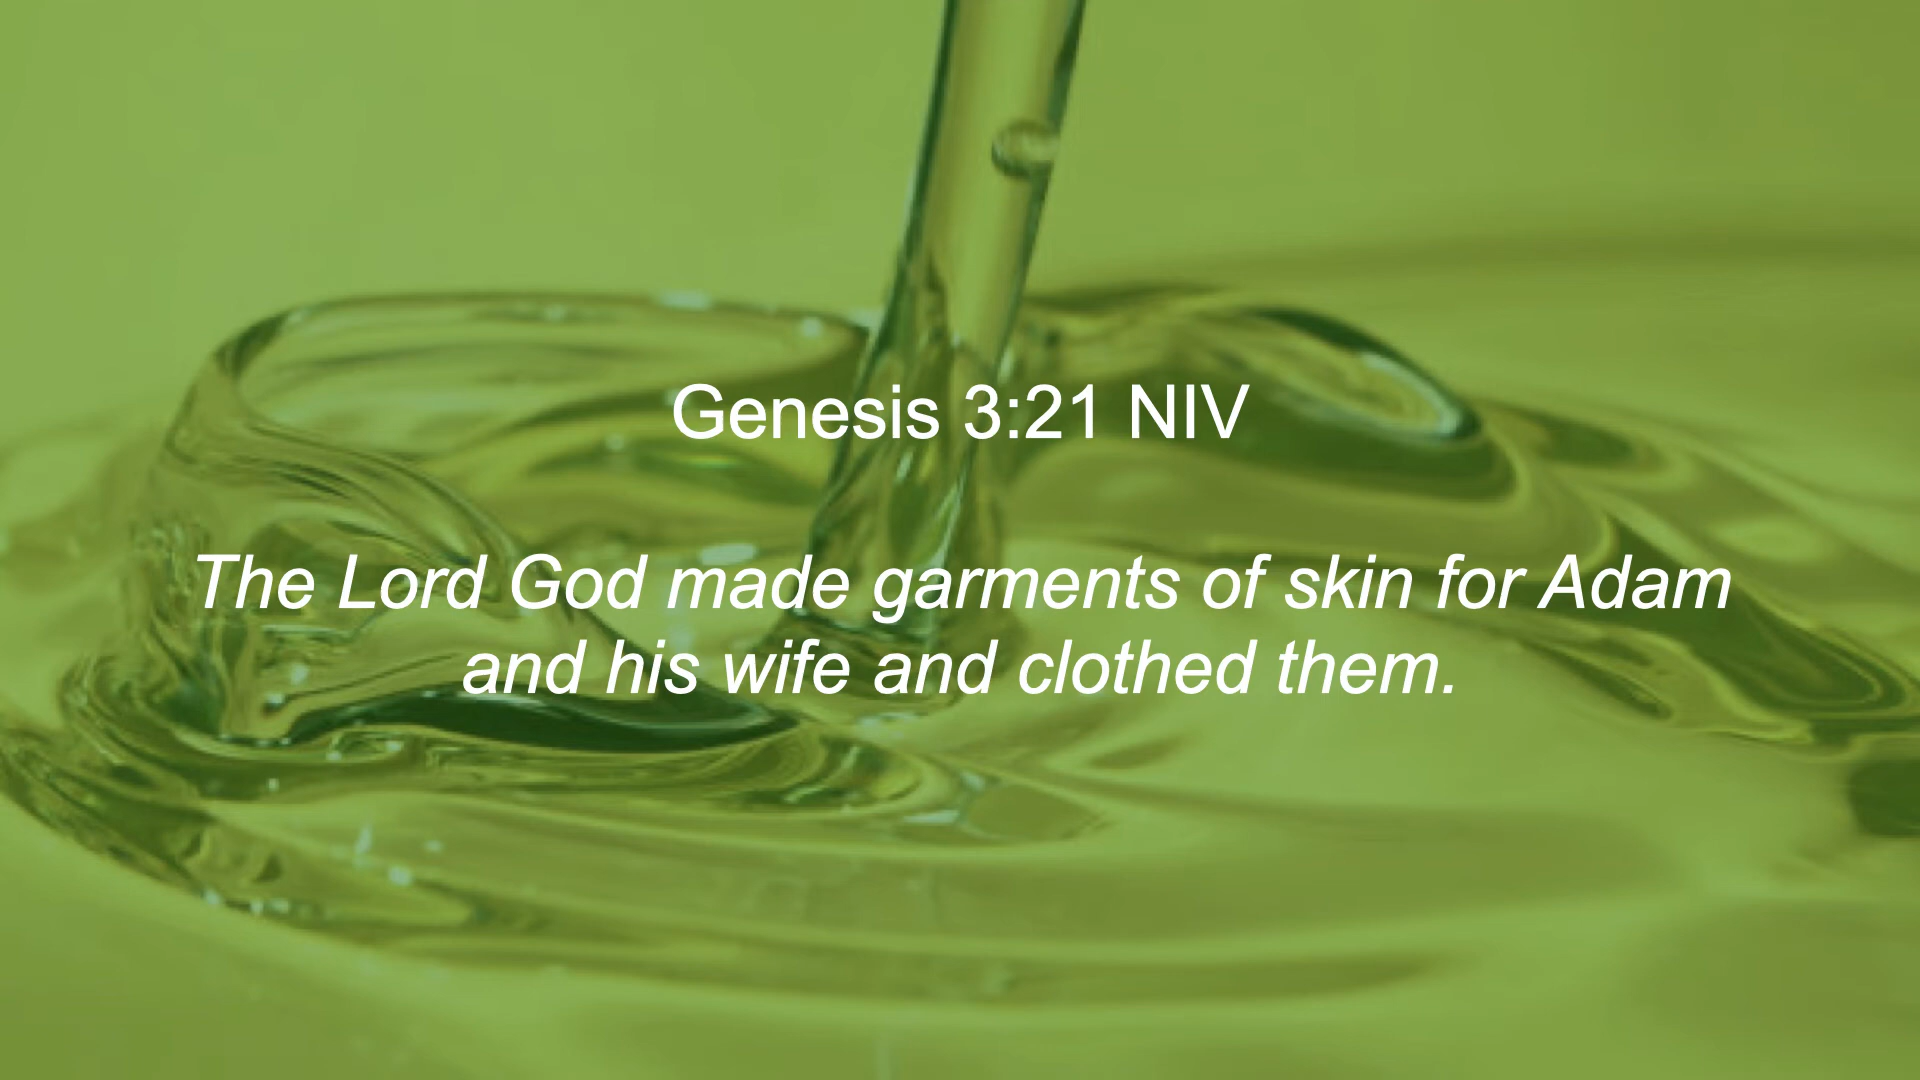 Genesis 3:21 NIV
The Lord God made garments of skin for Adam
and his wife and clothed them.